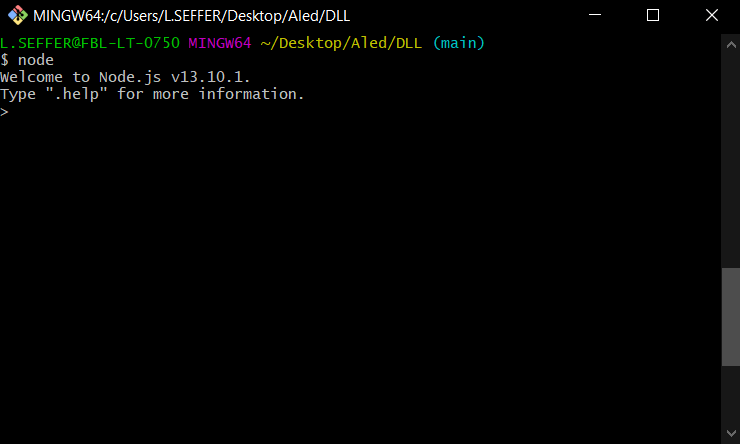 MINGW64:/c/Users/L.SEFFER/Desktop/Aled/DLL
L.SEFFER@FBL-LT-0750 MINGW64 ~/Desktop/Aled/DLL (main)
$ node
Welcome to Node.js v13.10.1.
Type ".help" for more information.
>